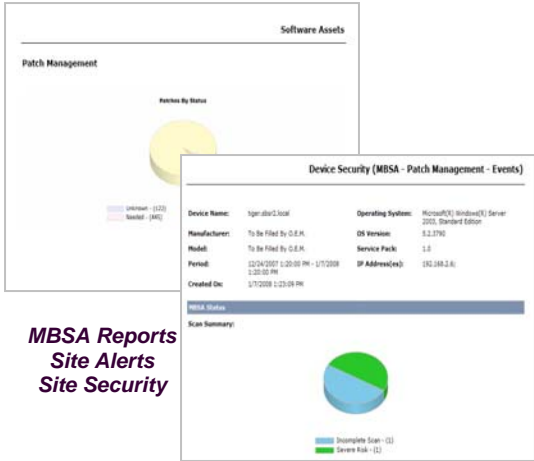 Software Assets
Patch Management
Patches By Status
Unknown - (122)
Needed - (445)
Device Security (MBSA - Patch Management - Events)
Device Name: tiger.sbsr2.local
Operating System: Microsoft(R) Windows(R) Server 2003, Standard Edition
Manufacturer: To Be Filled By O.E.M.
OS Version: 5.2.3790
Model: To Be Filled By O.E.M.
Service Pack: 1.0
Period: 12/24/2007 1:20:00 PM - 1/7/2008 1:20:00 PM
IP Address(es): (192.168.2.6)
Created On: 1/7/2008 1:23:09 PM
MBSA Status
Scan Summary:
Incomplete Scan - (1)
Severe Risk - (1)
MBSA Reports
Site Alerts
Site Security